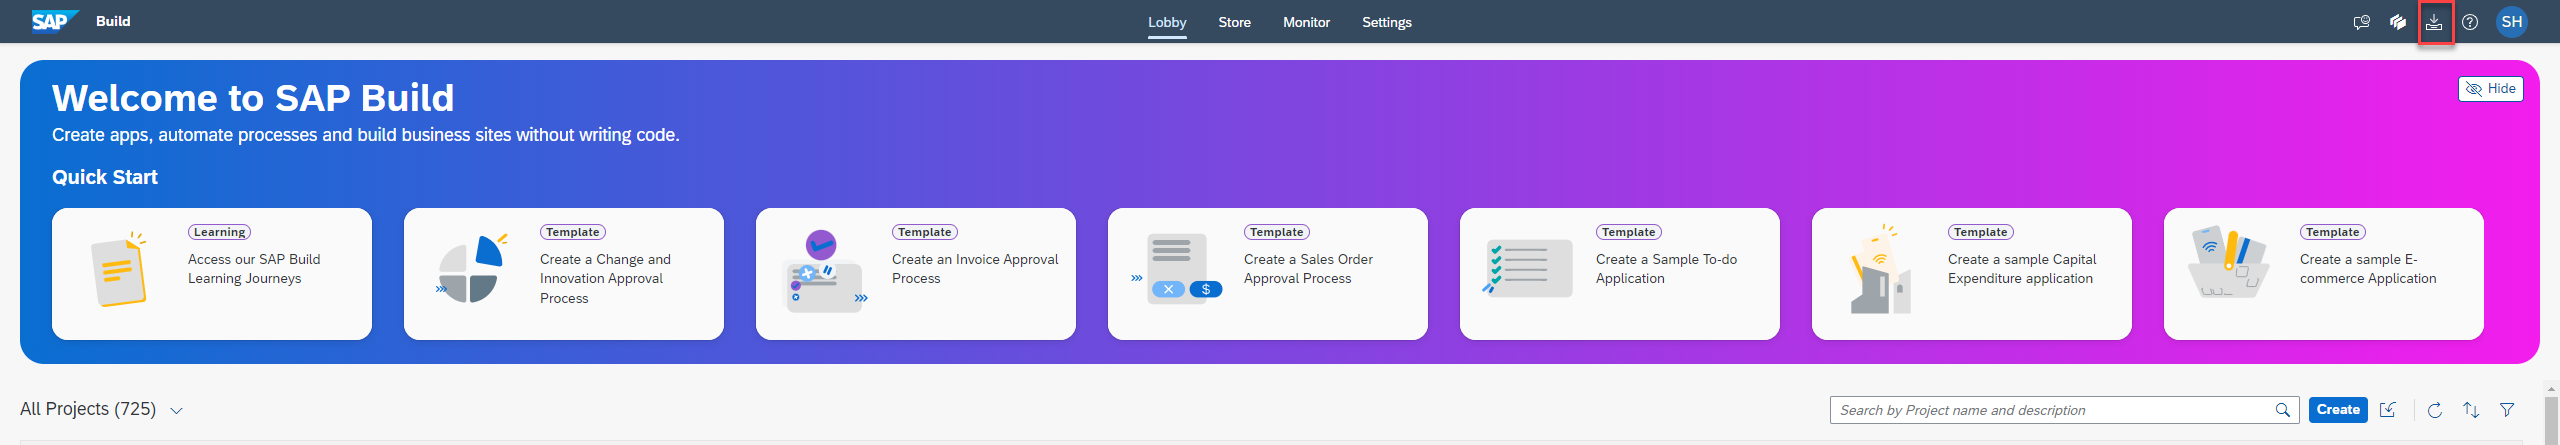 SAP Build Lobby Store Monitor Settings SH
Welcome to SAP Build
Hide
Create apps, automate processes and build business sites without writing code.
Quick Start
Learning
Access our SAP Build
Learning Journeys
Template
Create a Change and
Innovation Approval
Process
Template
Create an Invoice Approval
Process
Template
Create a Sales Order
Approval Process
$
Template
Create a Sample To-do
Application
Template
Create a sample Capital
Expenditure application
Template
Create a sample E-
commerce Application
All Projects (725)
Search by Project name and description
Create